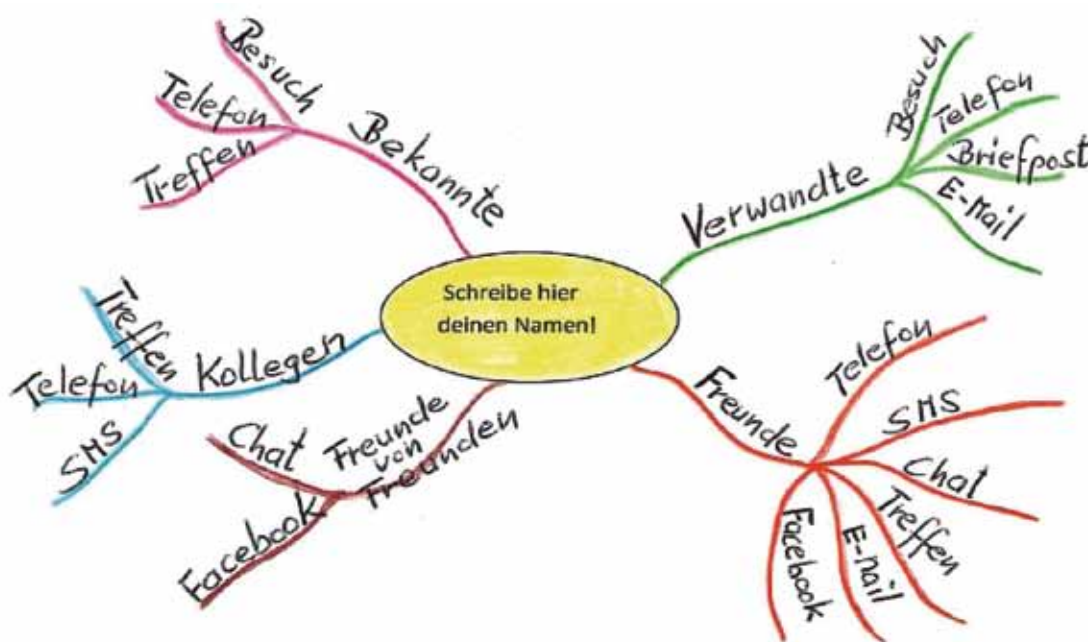 Besuch
Telefon
Treffen
Bekannte
Besuch
Telefon
Briefpost
E-Mail
Verwandte
Schreibe hier
deinen Namen!
Treffen
Telefon
SMS
Kollegen
Chat
Facebook
Freunde
von
Freunden
Freunde
Telefon
SMS
Chat
Treffen
E-Mail
Facebook